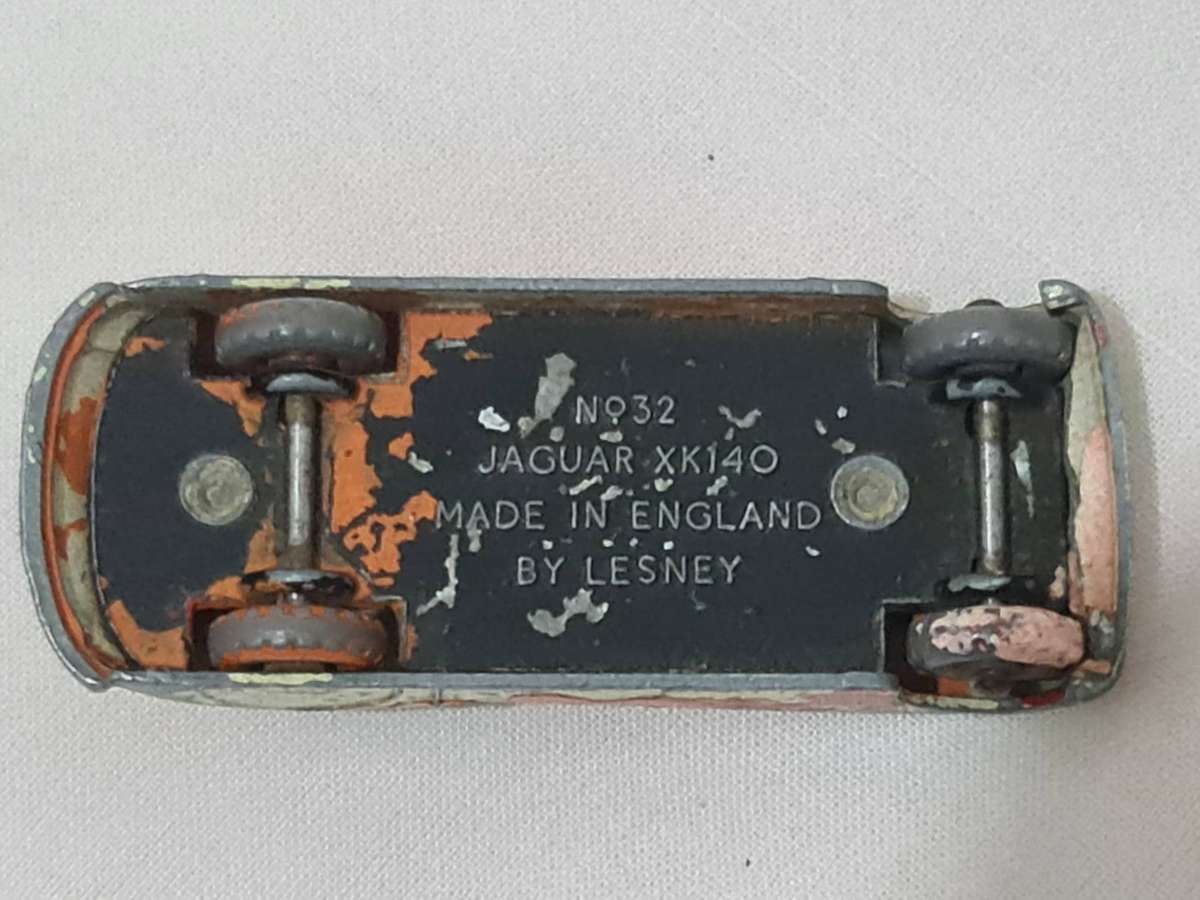 Nº32
JAGUAR XK140
MADE IN ENGLAND
BY LESNEY